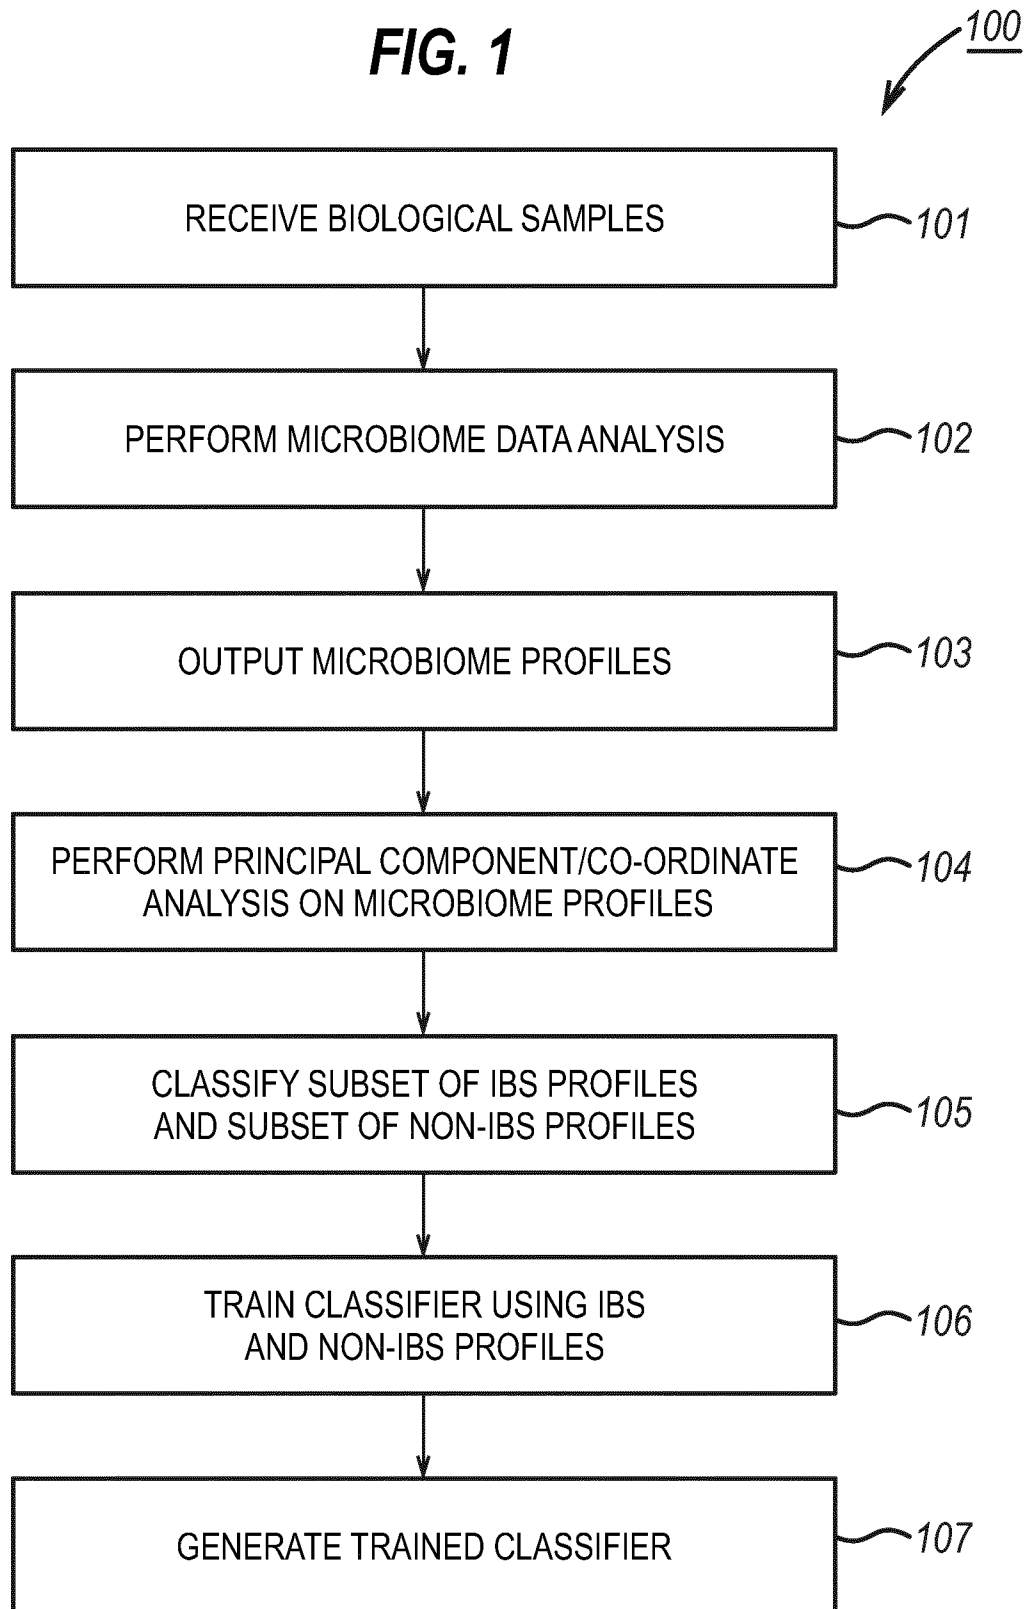 FIG. 1
100
RECEIVE BIOLOGICAL SAMPLES
101
PERFORM MICROBIOME DATA ANALYSIS
102
OUTPUT MICROBIOME PROFILES
103
PERFORM PRINCIPAL COMPONENT/CO-ORDINATE
ANALYSIS ON MICROBIOME PROFILES
104
CLASSIFY SUBSET OF IBS PROFILES
AND SUBSET OF NON-IBS PROFILES
105
TRAIN CLASSIFIER USING IBS
AND NON-IBS PROFILES
106
GENERATE TRAINED CLASSIFIER
107